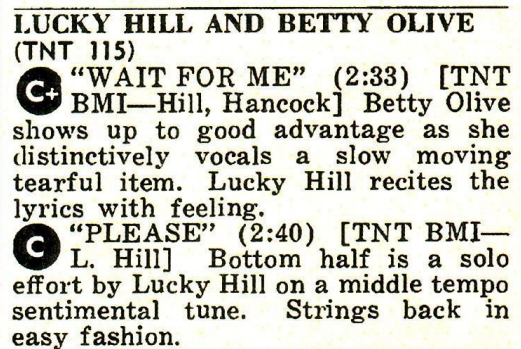 LUCKY HILL AND BETTY OLIVE
(TNT 115)
C+ “WAIT FOR ME” (2:33) [TNT
BMI—Hill, Hancock] Betty Olive
shows up to good advantage as she
distinctively vocals a slow moving
tearful item. Lucky Hill recites the
lyrics with feeling.
C “PLEASE” (2:40) [TNT BMI—
L. Hill] Bottom half is a solo
effort by Lucky Hill on a middle tempo
sentimental tune. Strings back in
easy fashion.